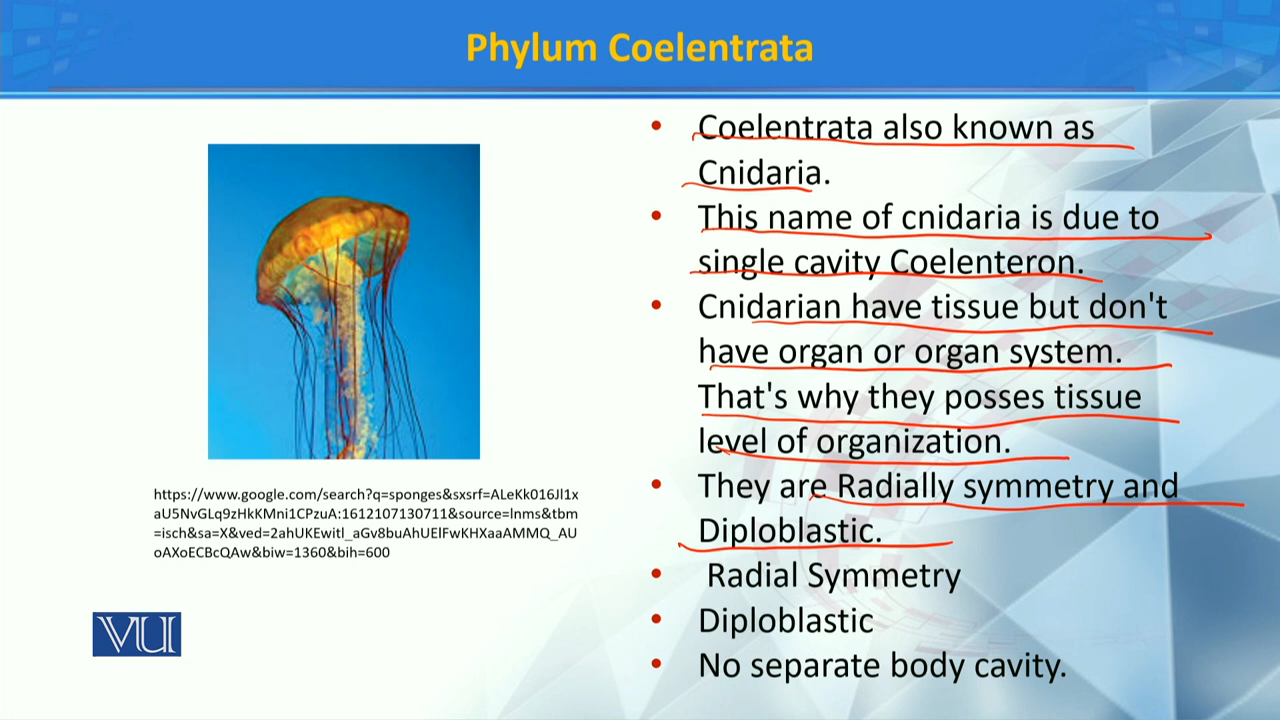 Phylum Coelentrata
• Coelentrata also known as
Cnidaria.
• This name of cnidaria is due to
single cavity Coelenteron.
• Cnidarian have tissue but don't
have organ or organ system.
That's why they posses tissue
level of organization.
• They are Radially symmetry and
Diploblastic.
• Radial Symmetry
• Diploblastic
• No separate body cavity.
https://www.google.com/search?q=sponges&sxsrf=ALeKk016Jl1x
aU5NvGLq9zHkKMni1CPzuA:1612107130711&source=lnms&tbm
=isch&sa=X&ved=2ahUKEwitl_aGv8buAhUElFwKHXaaAMMQ_AU
oAXoECBcQAw&biw=1360&bih=600
VU